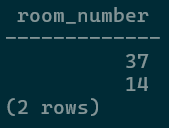 room_number
-------------
37
14
(2 rows)